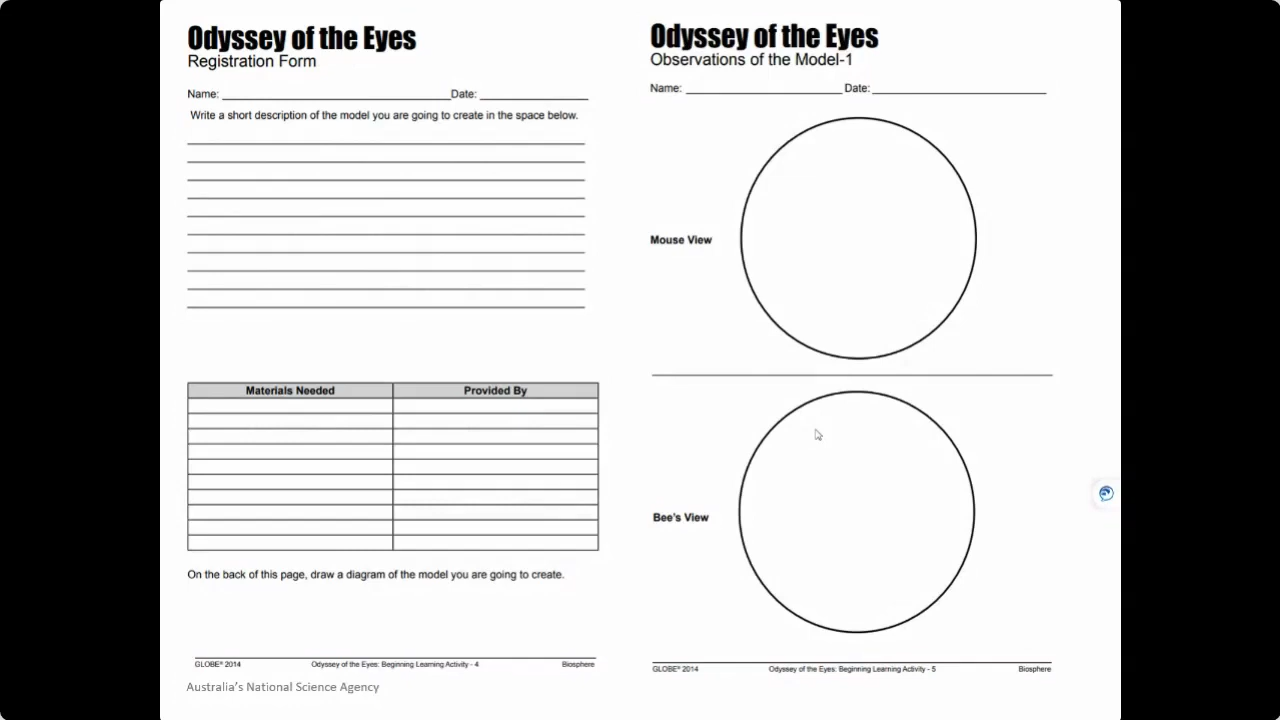 Odyssey of the Eyes
Registration Form
Name: Date:
Write a short description of the model you are going to create in the space below.
Materials Needed Provided By
On the back of this page, draw a diagram of the model you are going to create.
GLOBE® 2014 Odyssey of the Eyes: Beginning Learning Activity - 4 Biosphere
Australia's National Science Agency
Odyssey of the Eyes
Observations of the Model-1
Name: Date:
Mouse View
Bee's View
GLOBE® 2014 Odyssey of the Eyes: Beginning Learning Activity - 5 Biosphere